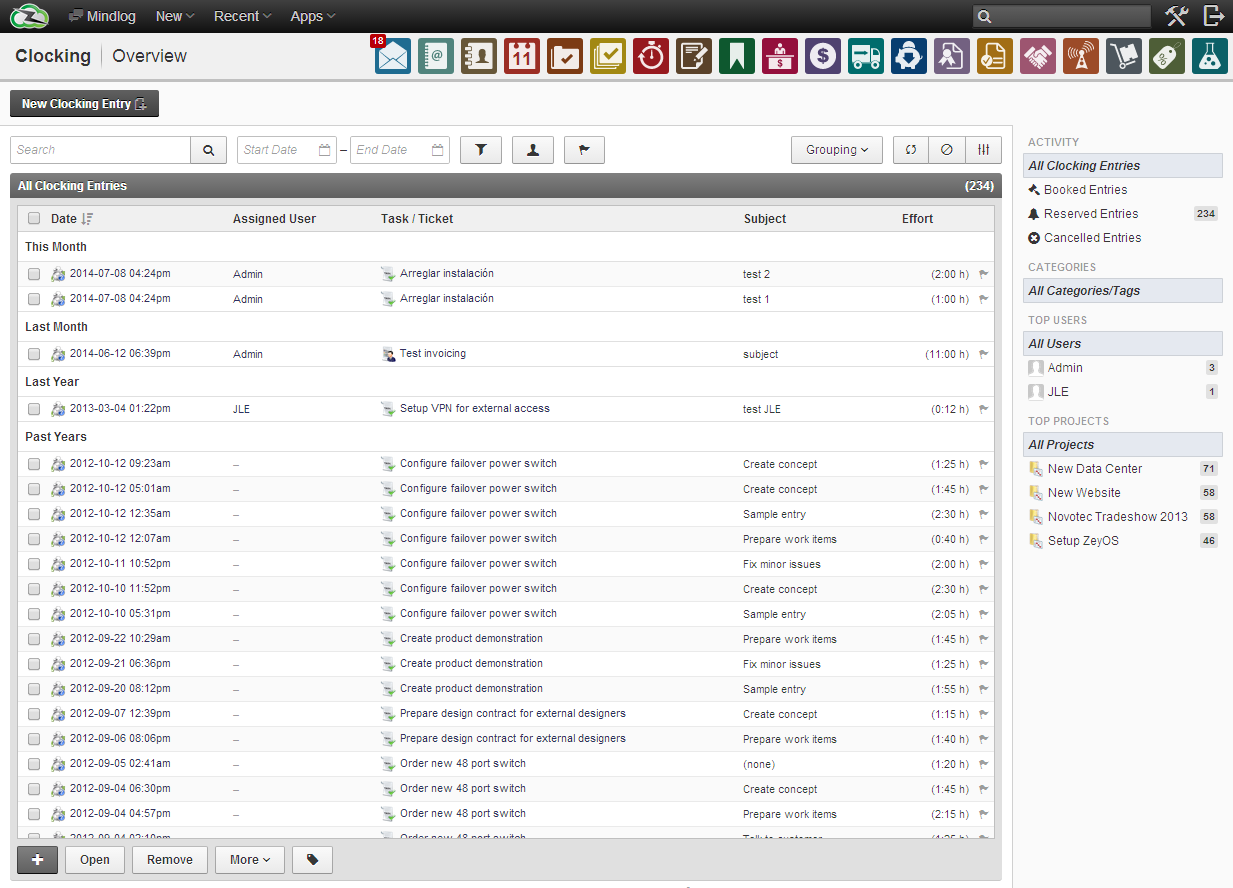 Mindlog New Recent Apps
Clocking Overview 18 11
New Clocking Entry
Search Start Date – End Date Grouping
All Clocking Entries (234)
Date Assigned User Task / Ticket Subject Effort
This Month
2014-07-08 04:24pm Admin Arreglar instalación test 2 (2:00 h)
2014-07-08 04:24pm Admin Arreglar instalación test 1 (1:00 h)
Last Month
2014-06-12 06:39pm Admin Test invoicing subject (11:00 h)
Last Year
2013-03-04 01:22pm JLE Setup VPN for external access test JLE (0:12 h)
Past Years
2012-10-12 09:23am – Configure failover power switch Create concept (1:25 h)
2012-10-12 05:01am – Configure failover power switch Create concept (1:45 h)
2012-10-12 12:35am – Configure failover power switch Sample entry (2:30 h)
2012-10-12 12:07am – Configure failover power switch Prepare work items (0:40 h)
2012-10-11 10:52pm – Configure failover power switch Fix minor issues (2:00 h)
2012-10-10 11:52pm – Configure failover power switch Create concept (2:30 h)
2012-10-10 05:31pm – Configure failover power switch Sample entry (2:05 h)
2012-09-22 10:29am – Create product demonstration Prepare work items (1:45 h)
2012-09-21 06:36pm – Create product demonstration Fix minor issues (1:25 h)
2012-09-20 08:12pm – Create product demonstration Sample entry (1:55 h)
2012-09-07 12:39pm – Prepare design contract for external designers Create concept (1:15 h)
2012-09-06 08:06pm – Prepare design contract for external designers Prepare work items (1:40 h)
2012-09-05 02:41am – Order new 48 port switch (none) (1:20 h)
2012-09-04 06:30pm – Order new 48 port switch Create concept (1:45 h)
2012-09-04 04:57pm – Order new 48 port switch Prepare work items (2:15 h)
Order new 48 port switch Talk to customer
Open Remove More
ACTIVITY
All Clocking Entries
Booked Entries
Reserved Entries 234
Cancelled Entries
CATEGORIES
All Categories/Tags
TOP USERS
All Users
Admin 3
JLE 1
TOP PROJECTS
All Projects
New Data Center 71
New Website 58
Novotec Tradeshow 2013 58
Setup ZeyOS 46